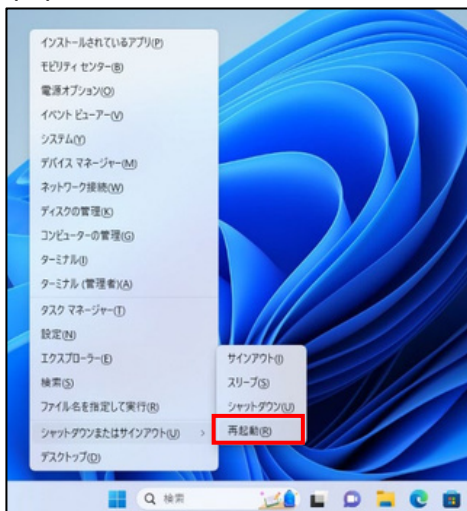 インストールされているアプリ(P)
モビリティ センター(B)
電源オプション(O)
イベント ビューアー(V)
システム(Y)
デバイス マネージャー(M)
ネットワーク接続(W)
ディスクの管理(K)
コンピューターの管理(G)
ターミナル(I)
ターミナル (管理者)(A)
タスク マネージャー(T)
設定(N)
エクスプローラー(E)
検索(S)
ファイル名を指定して実行(R)
シャットダウンまたはサインアウト(U) >
デスクトップ(D)
サインアウト(I)
スリープ(S)
シャットダウン(U)
再起動(R)
検索